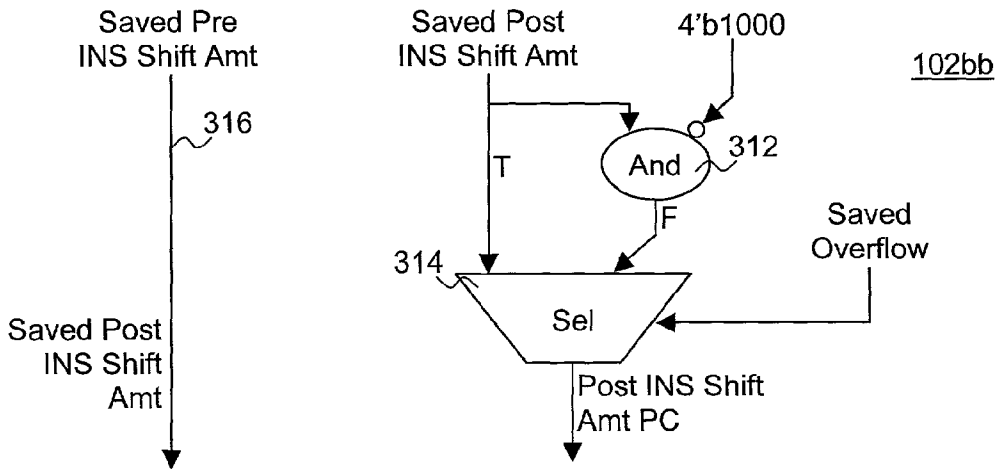 Saved Pre
INS Shift Amt
316
Saved Post
INS Shift
Amt
Saved Post
INS Shift Amt
4'b1000
102bb
And
312
T
F
Saved
Overflow
314
Sel
Post INS Shift
Amt PC